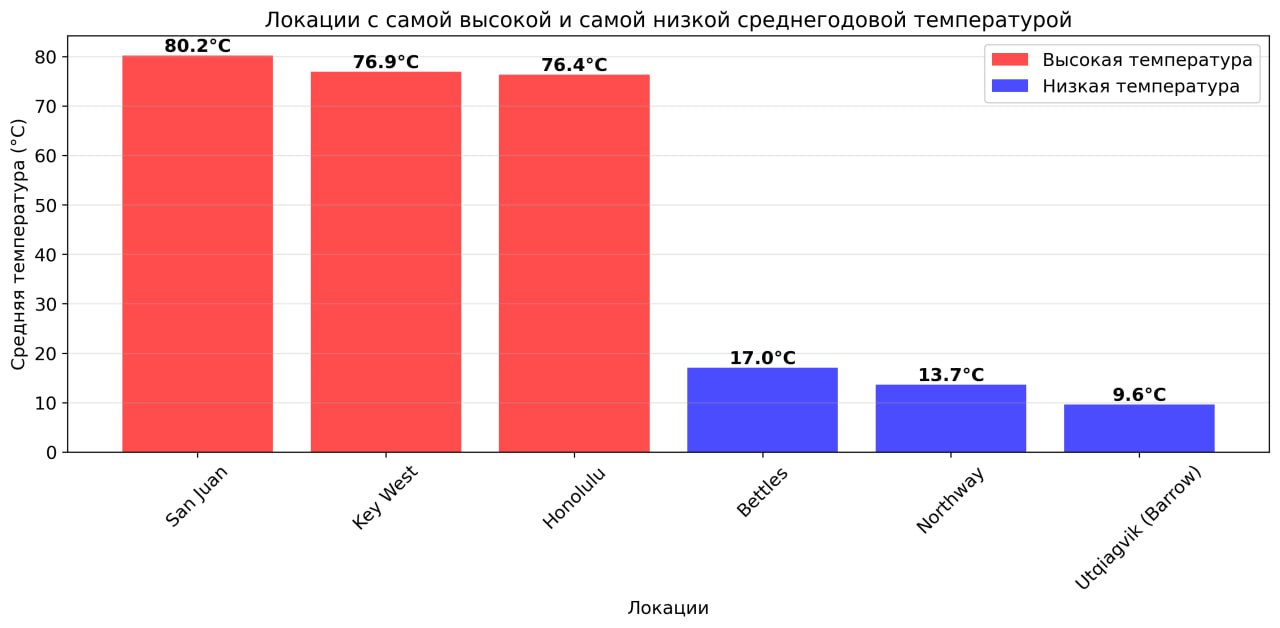 Локации с самой высокой и самой низкой среднегодовой температурой
Средняя температура (°C)
80
70
60
50
40
30
20
10
0
80.2°C
76.9°C
76.4°C
17.0°C
13.7°C
9.6°C
Высокая температура
Низкая температура
San Juan
Key West
Honolulu
Bettles
Northway
Utqiagvik (Barrow)
Локации